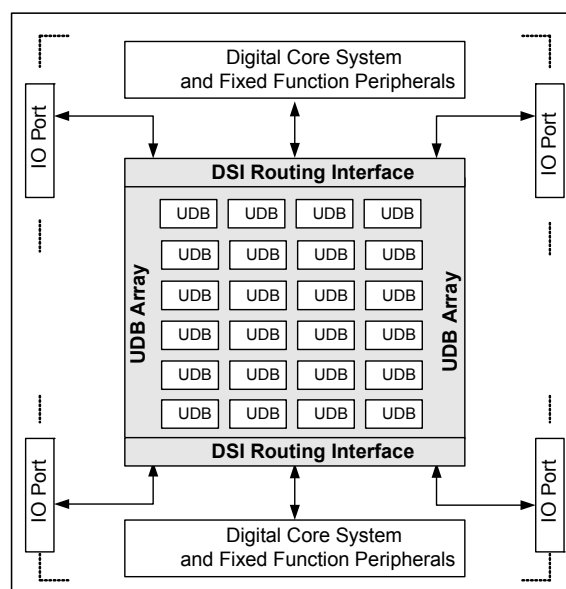 Digital Core System
and Fixed Function Peripherals
IO Port
IO Port
DSI Routing Interface
UDB UDB UDB UDB
UDB UDB UDB UDB
UDB UDB UDB UDB
UDB UDB UDB UDB
UDB UDB UDB UDB
UDB UDB UDB UDB
UDB Array
UDB Array
DSI Routing Interface
IO Port
IO Port
Digital Core System
and Fixed Function Peripherals